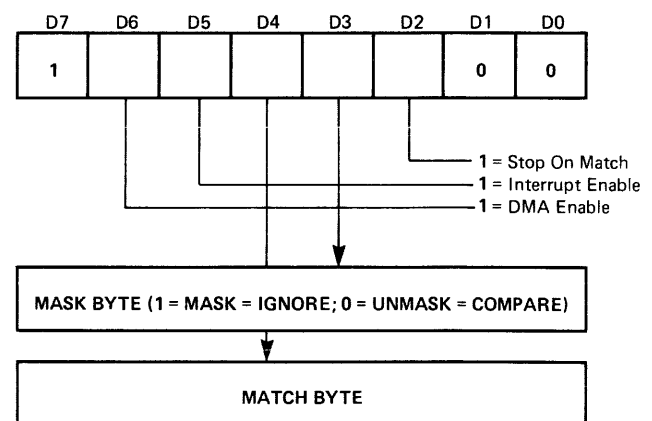 D7 D6 D5 D4 D3 D2 D1 D0
1 0 0
1 = Stop On Match
1 = Interrupt Enable
1 = DMA Enable
MASK BYTE (1 = MASK = IGNORE; 0 = UNMASK = COMPARE)
MATCH BYTE